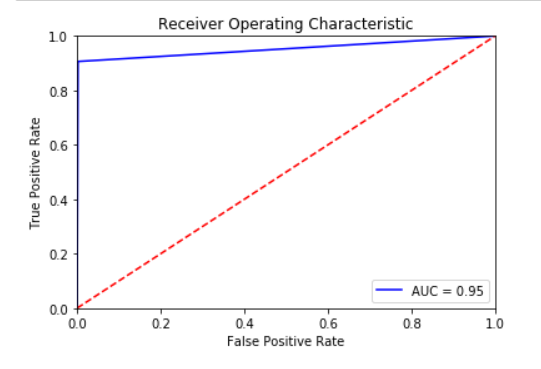 Receiver Operating Characteristic
1.0
0.8
0.6
0.4
0.2
0.0
True Positive Rate
AUC = 0.95
0.0 0.2 0.4 0.6 0.8 1.0
False Positive Rate